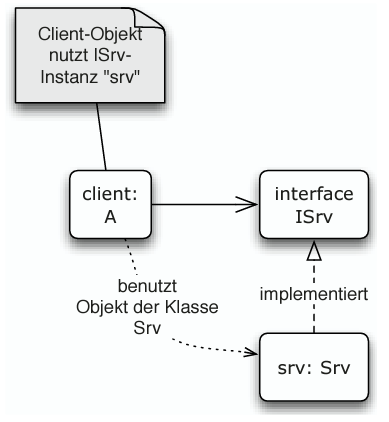 Client-Objekt
nutzt ISrv-
Instanz "srv"
client:
A
interface
ISrv
benutzt
Objekt der Klasse
Srv
implementiert
srv: Srv